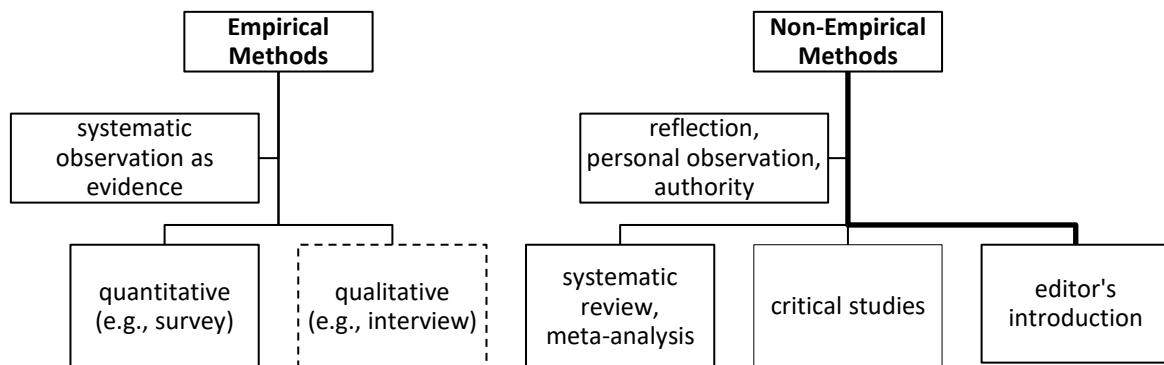 Empirical
Methods
systematic
observation as
evidence
quantitative
(e.g., survey)
qualitative
(e.g., interview)
Non-Empirical
Methods
reflection,
personal observation,
authority
systematic
review,
meta-analysis
critical studies
editor's
introduction